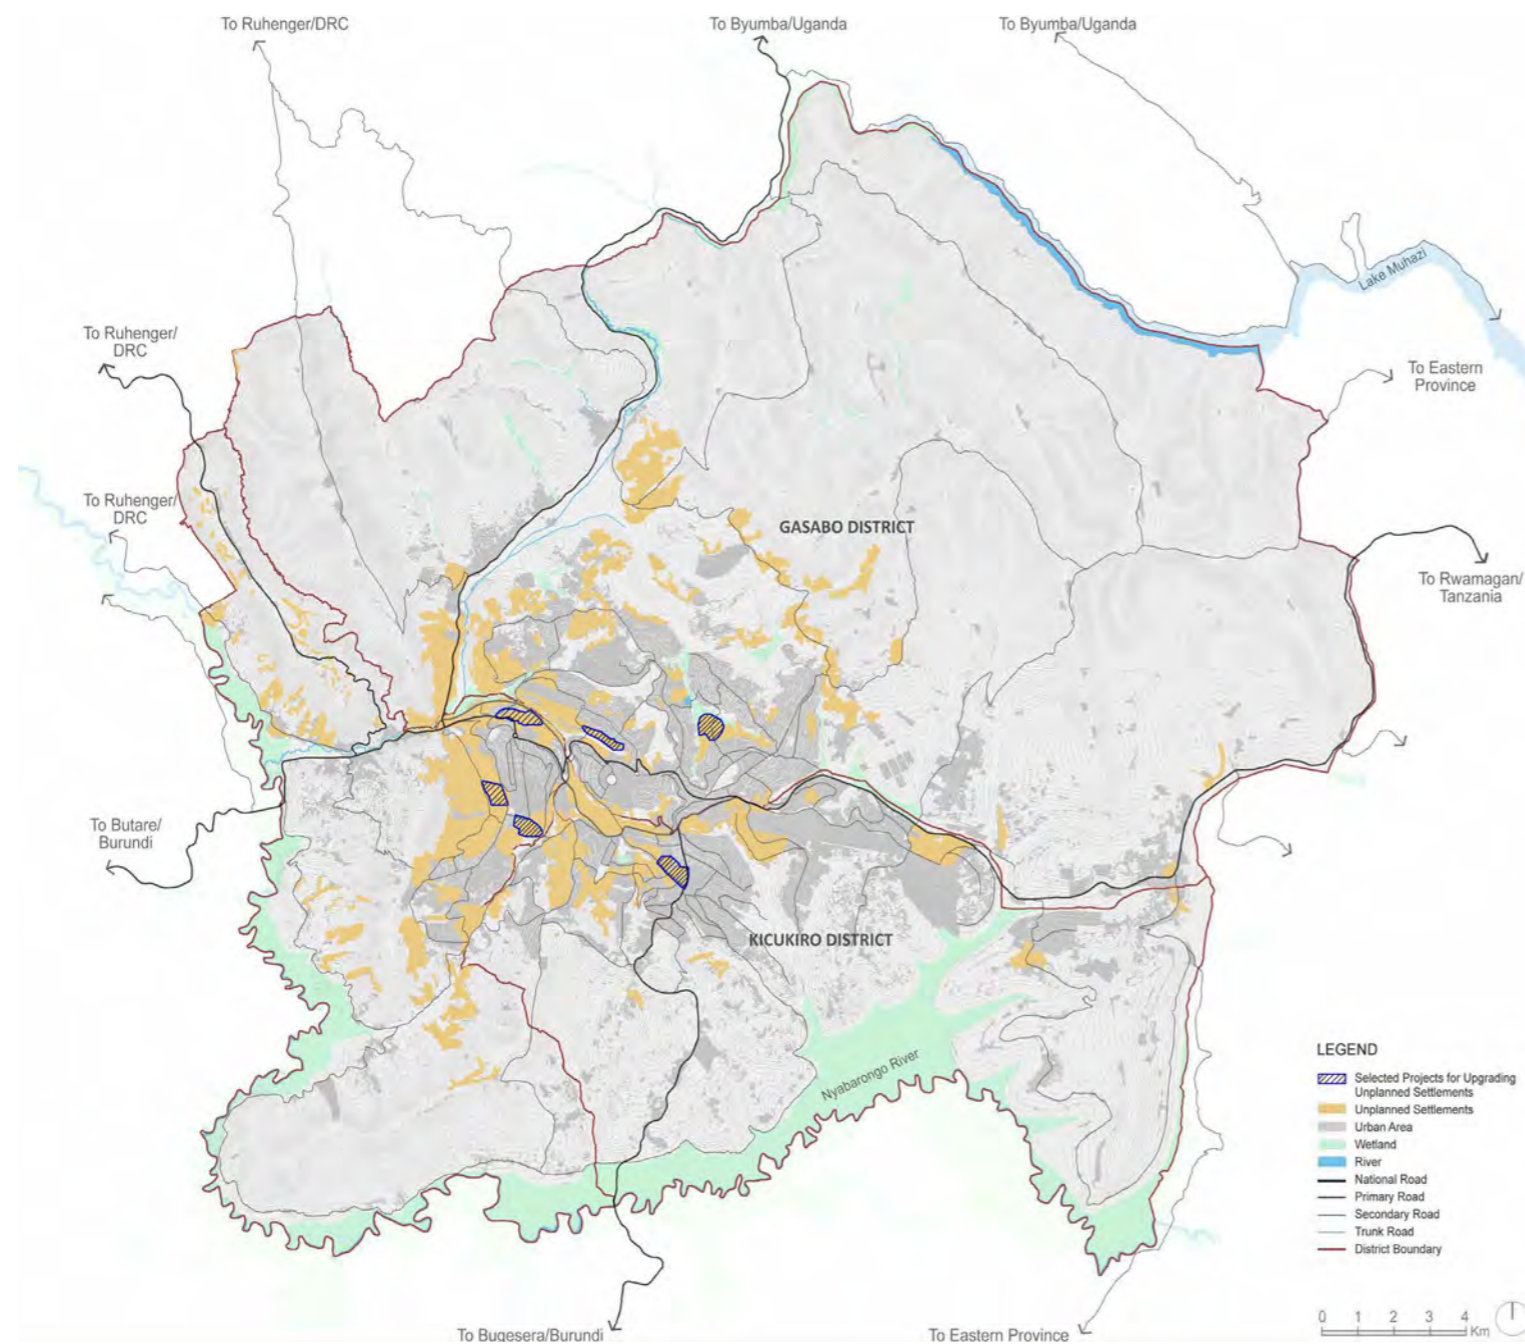 To Ruhenger/DRC
To Byumba/Uganda
To Byumba/Uganda
Lake Muhazi
To Ruhenger/
DRC
To Eastern
Province
To Ruhenger/
DRC
GASABO DISTRICT
To Rwamagan/
Tanzania
To Butare/
Burundi
KICUKIRO DISTRICT
Nyabarongo River
LEGEND
Selected Projects for Upgrading
Unplanned Settlements
Unplanned Settlements
Urban Area
Wetland
River
National Road
Primary Road
Secondary Road
Trunk Road
District Boundary
0 1 2 3 4
Km
To Bugesera/Burundi
To Eastern Province